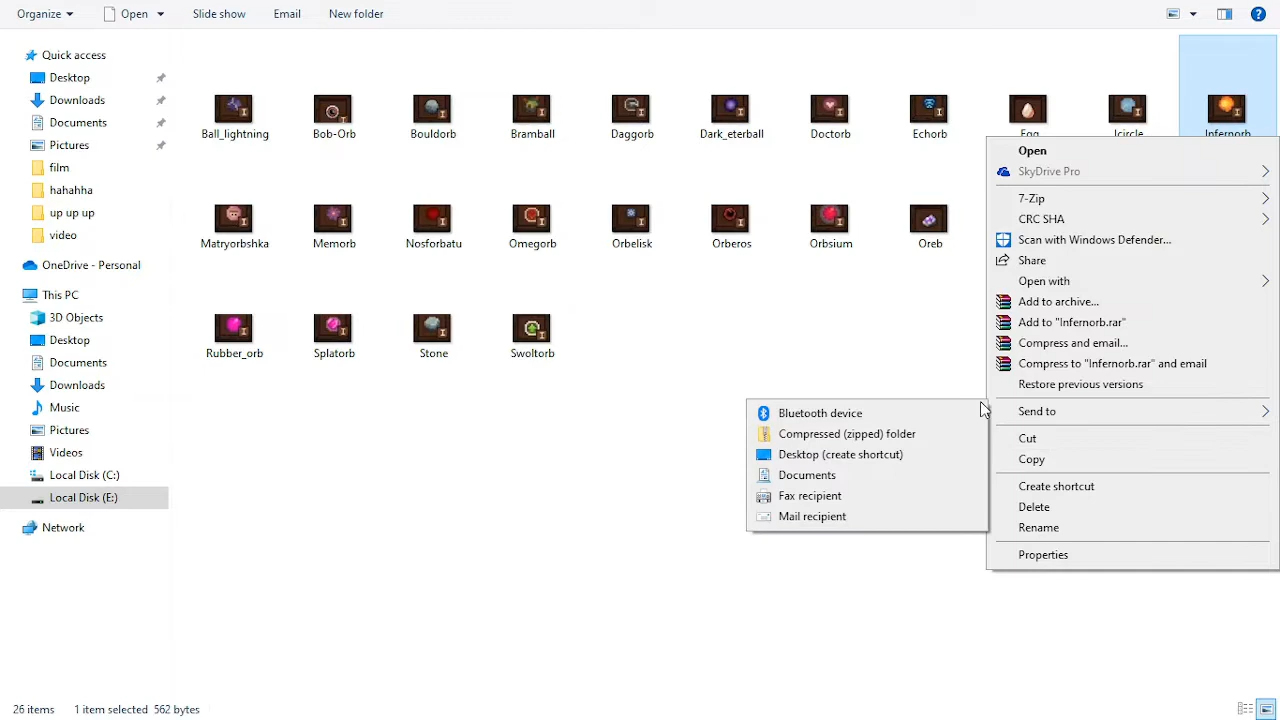 Organize Open Slide show Email New folder
Quick access
Desktop
Downloads
Documents
Pictures
film
hahahha
up up up
video
OneDrive - Personal
This PC
3D Objects
Desktop
Documents
Downloads
Music
Pictures
Videos
Local Disk (C:)
Local Disk (E:)
Network
Ball_lightning Bob-Orb Bouldorb Bramball Daggorb Dark_eterball Doctorb Echorb Egg Icircle Infernorb
Matryorbshka Memorb Nosforbatu Omegorb Orbelisk Orberos Orbsium Oreb
Rubber_orb Splatorb Stone Swoltorb
Open
SkyDrive Pro
7-Zip
CRC SHA
Scan with Windows Defender...
Share
Open with
Add to archive...
Add to "Infernorb.rar"
Compress and email...
Compress to "Infernorb.rar" and email
Restore previous versions
Send to
Cut
Copy
Create shortcut
Delete
Rename
Properties
Bluetooth device
Compressed (zipped) folder
Desktop (create shortcut)
Documents
Fax recipient
Mail recipient
26 items 1 item selected 562 bytes